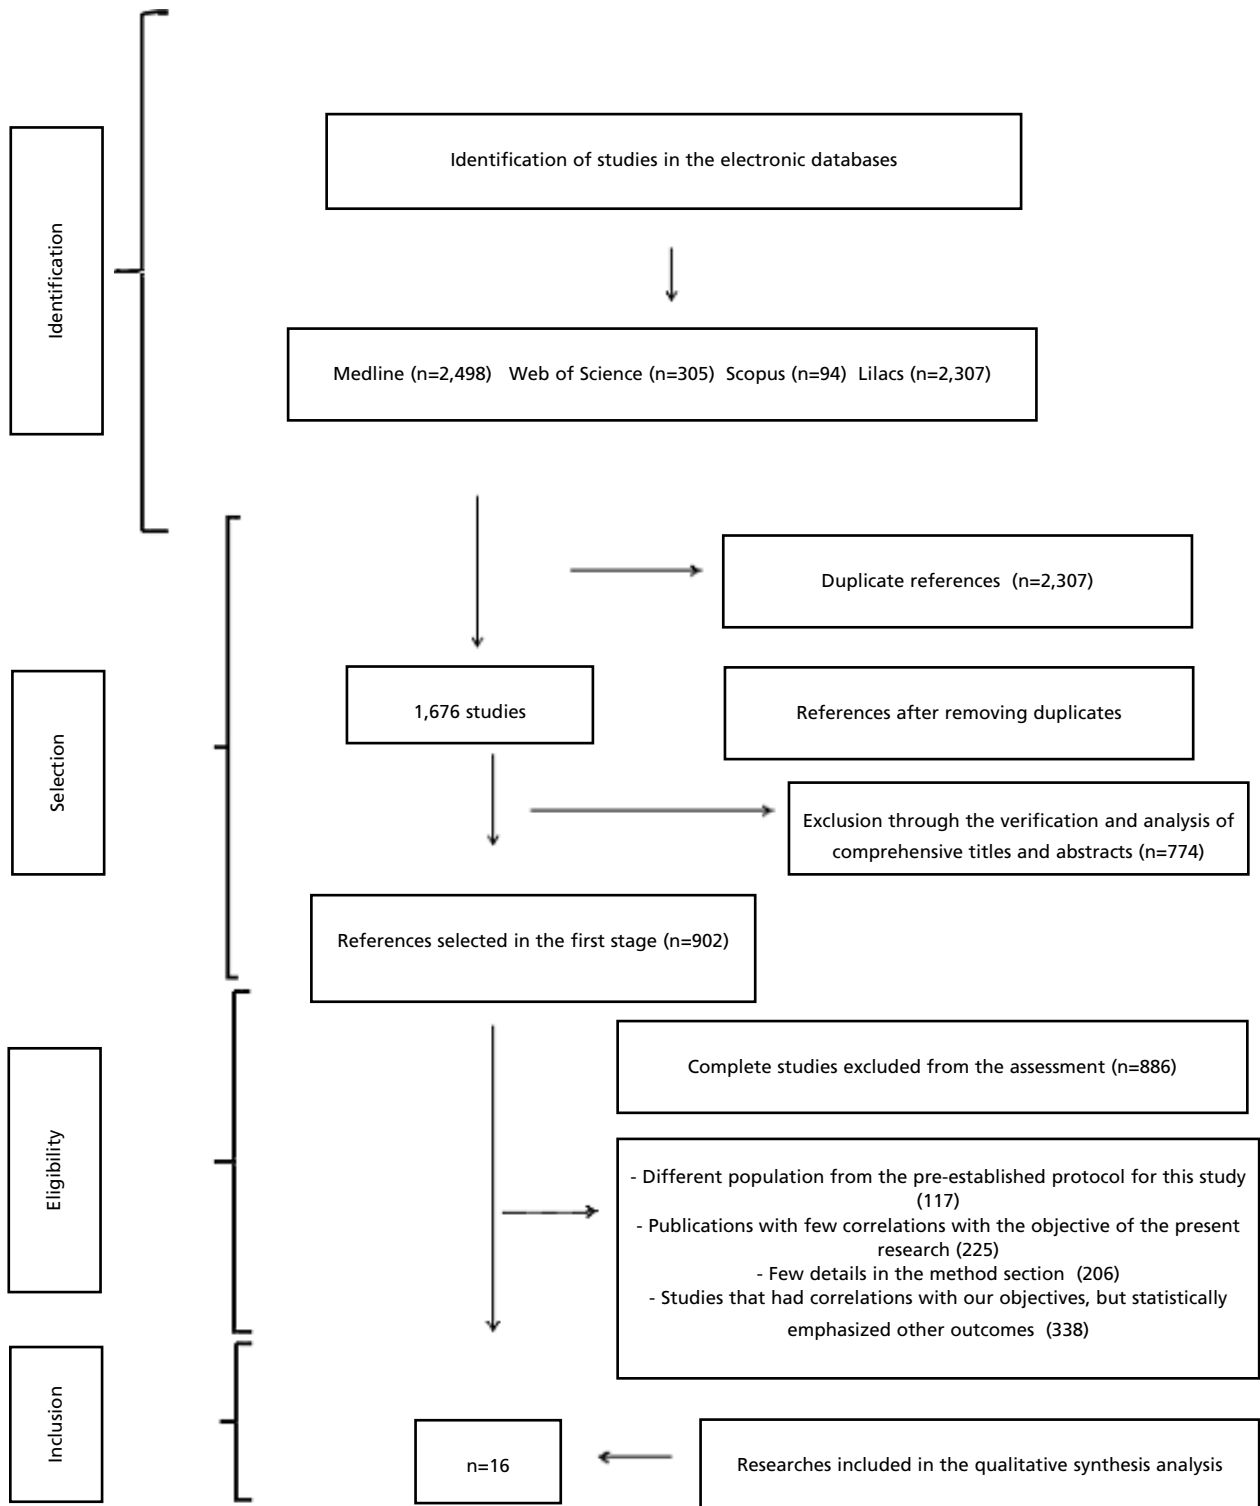 Identification
Identification of studies in the electronic databases
Medline (n=2,498) Web of Science (n=305) Scopus (n=94) Lilacs (n=2,307)
Selection
Duplicate references (n=2,307)
1,676 studies
References after removing duplicates
Exclusion through the verification and analysis of
comprehensive titles and abstracts (n=774)
References selected in the first stage (n=902)
Eligibility
Complete studies excluded from the assessment (n=886)
- Different population from the pre-established protocol for this study
(117)
- Publications with few correlations with the objective of the present
research (225)
- Few details in the method section (206)
- Studies that had correlations with our objectives, but statistically
emphasized other outcomes (338)
Inclusion
n=16
Researches included in the qualitative synthesis analysis